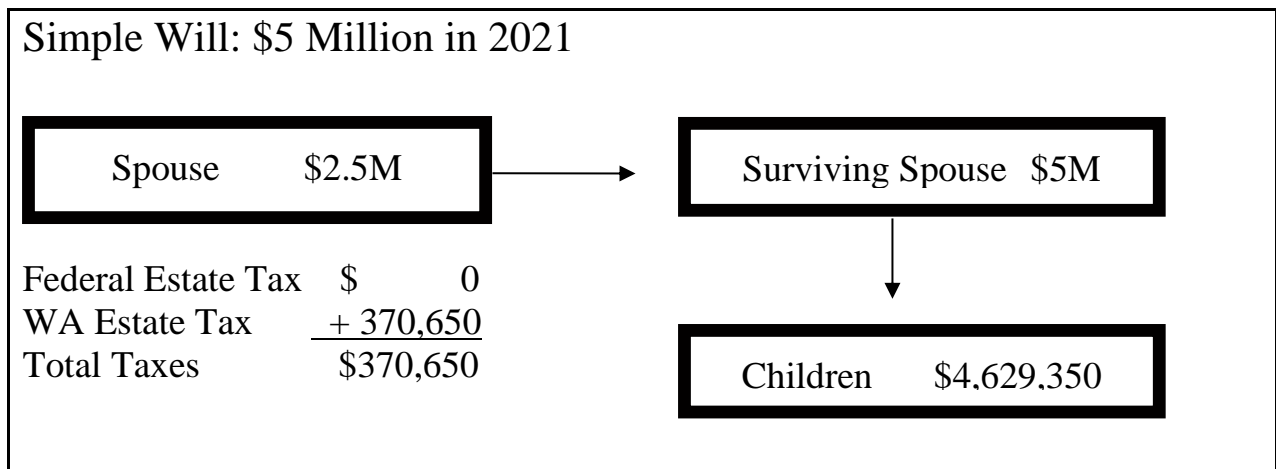 Simple Will: $5 Million in 2021
Spouse $2.5M
Surviving Spouse $5M
Federal Estate Tax $ 0
WA Estate Tax + 370,650
Total Taxes $370,650
Children $4,629,350